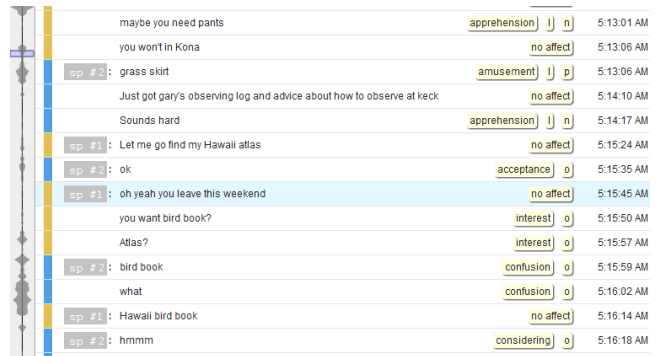 maybe you need pants apprehension l n 5:13:01 AM
you won't in Kona no affect 5:13:06 AM
sp #2: grass skirt amusement l p 5:13:06 AM
Just got gary's observing log and advice about how to observe at keck no affect 5:14:10 AM
Sounds hard apprehension l n 5:14:17 AM
sp #1: Let me go find my Hawaii atlas no affect 5:15:24 AM
sp #2: ok acceptance o 5:15:35 AM
sp #1: oh yeah you leave this weekend no affect 5:15:45 AM
you want bird book? interest o 5:15:50 AM
Atlas? interest o 5:15:57 AM
sp #2: bird book confusion o 5:15:59 AM
what confusion o 5:16:02 AM
sp #1: Hawaii bird book no affect 5:16:14 AM
sp #2: hmmm considering o 5:16:18 AM